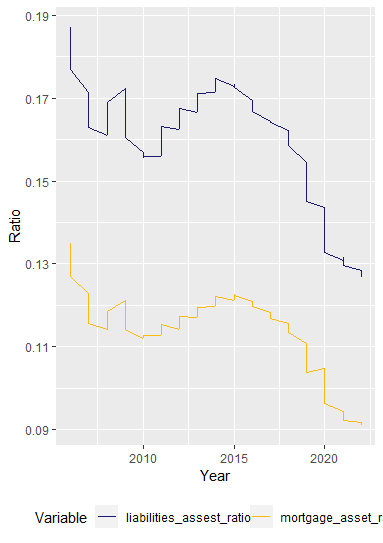 0.19
0.17
0.15
0.13
0.11
0.09
Ratio
2010 2015 2020
Year
Variable liabilities_assest_ratio mortgage_asset_r